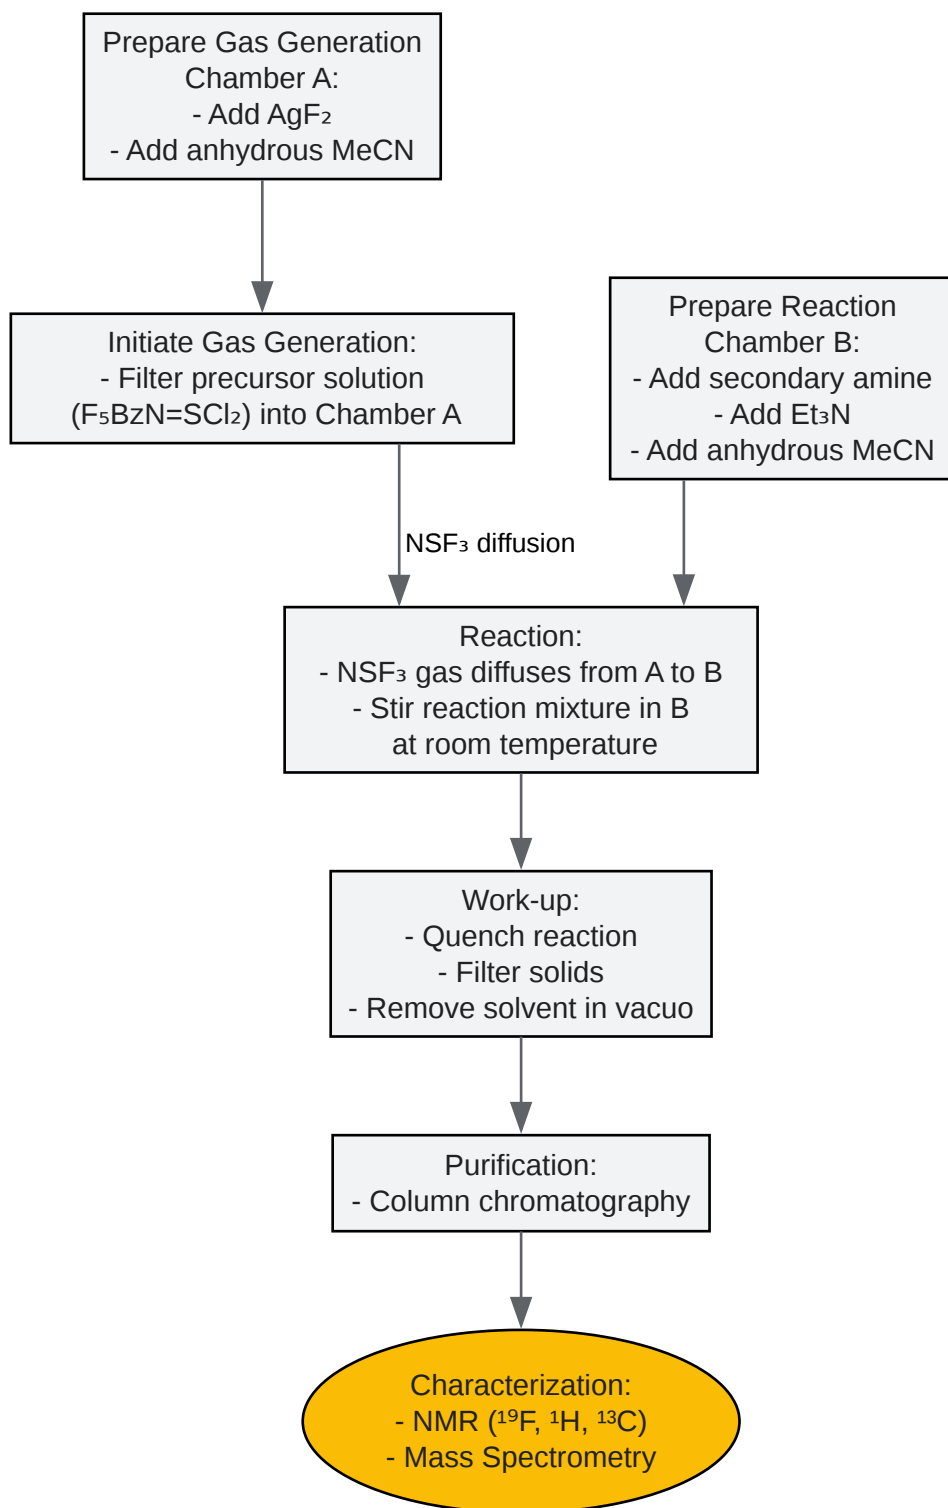 Prepare Gas Generation
Chamber A:
- Add AgF₂
- Add anhydrous MeCN
Initiate Gas Generation:
- Filter precursor solution
(F₅BzN=SCl₂) into Chamber A
Prepare Reaction
Chamber B:
- Add secondary amine
- Add Et₃N
- Add anhydrous MeCN
NSF₃ diffusion
Reaction:
- NSF₃ gas diffuses from A to B
- Stir reaction mixture in B
at room temperature
Work-up:
- Quench reaction
- Filter solids
- Remove solvent in vacuo
Purification:
- Column chromatography
Characterization:
- NMR (¹⁹F, ¹H, ¹³C)
- Mass Spectrometry